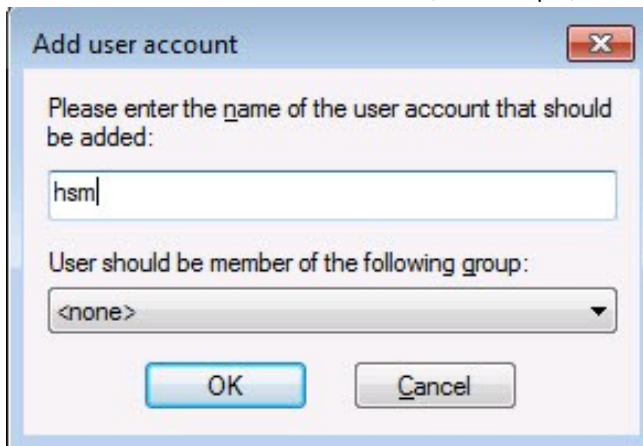 Add user account
Please enter the name of the user account that should
be added:
hsm
User should be member of the following group:
<none>
OK
Cancel